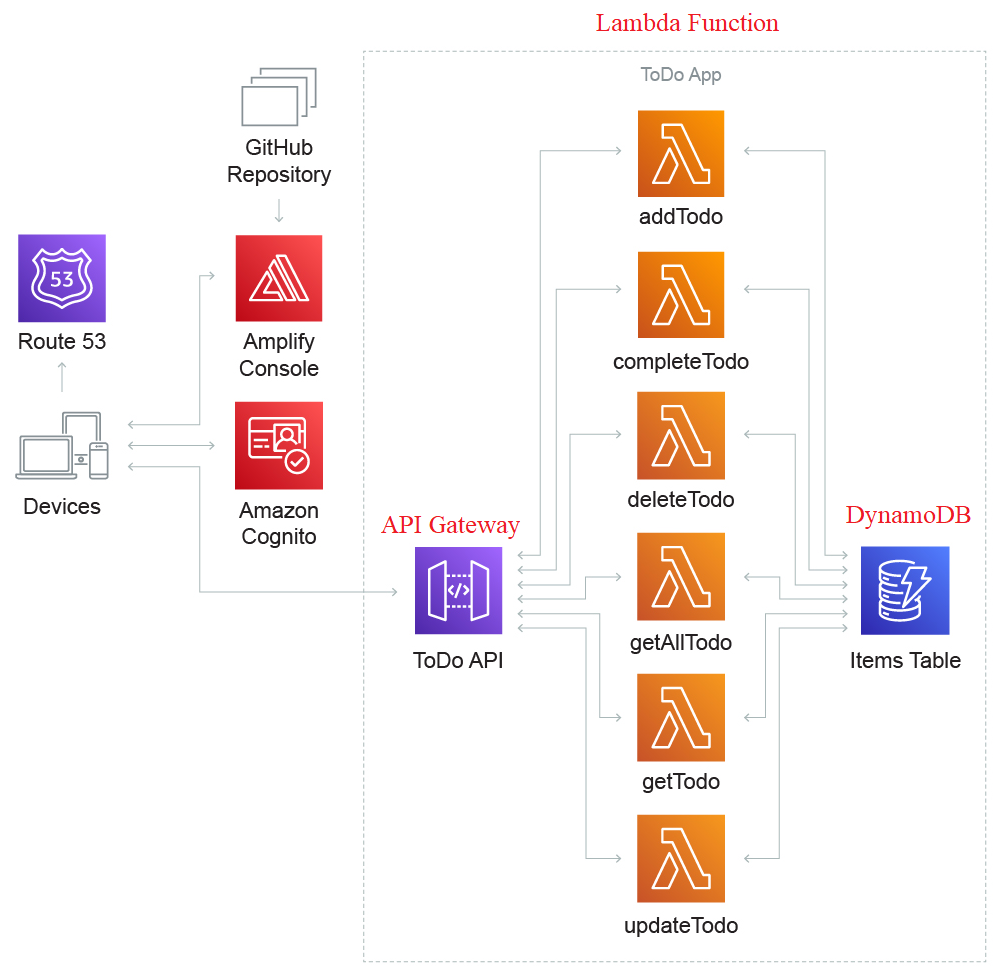 Lambda Function
ToDo App
GitHub
Repository
addTodo
53
Route 53
Amplify
Console
completeTodo
Devices
Amazon
Cognito
deleteTodo
API Gateway
DynamoDB
</>
ToDo API
getAllTodo
Items Table
getTodo
updateTodo